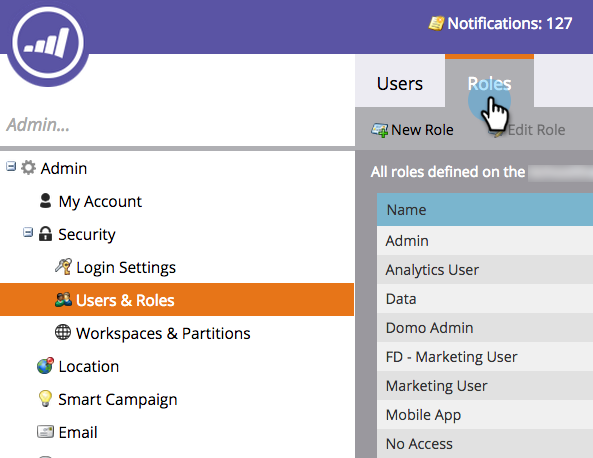 Notifications: 127
Users
Roles
Admin...
New Role
Edit Role
All roles defined on the
Admin
My Account
Security
Login Settings
Users & Roles
Workspaces & Partitions
Location
Smart Campaign
Email
Name
Admin
Analytics User
Data
Domo Admin
FD - Marketing User
Marketing User
Mobile App
No Access